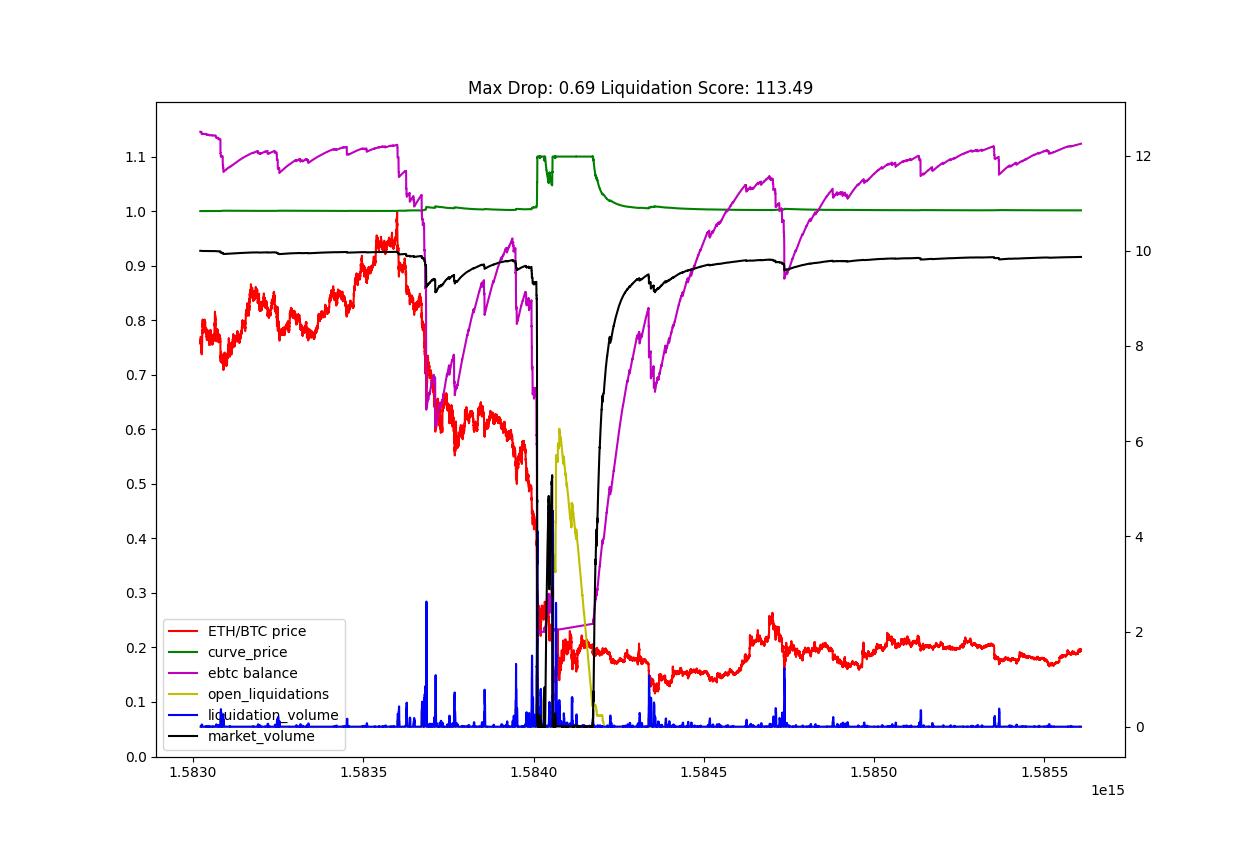 Max Drop: 0.69 Liquidation Score: 113.49
1.1
1.0
0.9
0.8
0.7
0.6
0.5
0.4
0.3
0.2
0.1
0.0
12
10
8
6
4
2
0
ETH/BTC price
curve_price
ebtc balance
open_liquidations
liquidation_volume
market_volume
1.5830 1.5835 1.5840 1.5845 1.5850 1.5855
1e15